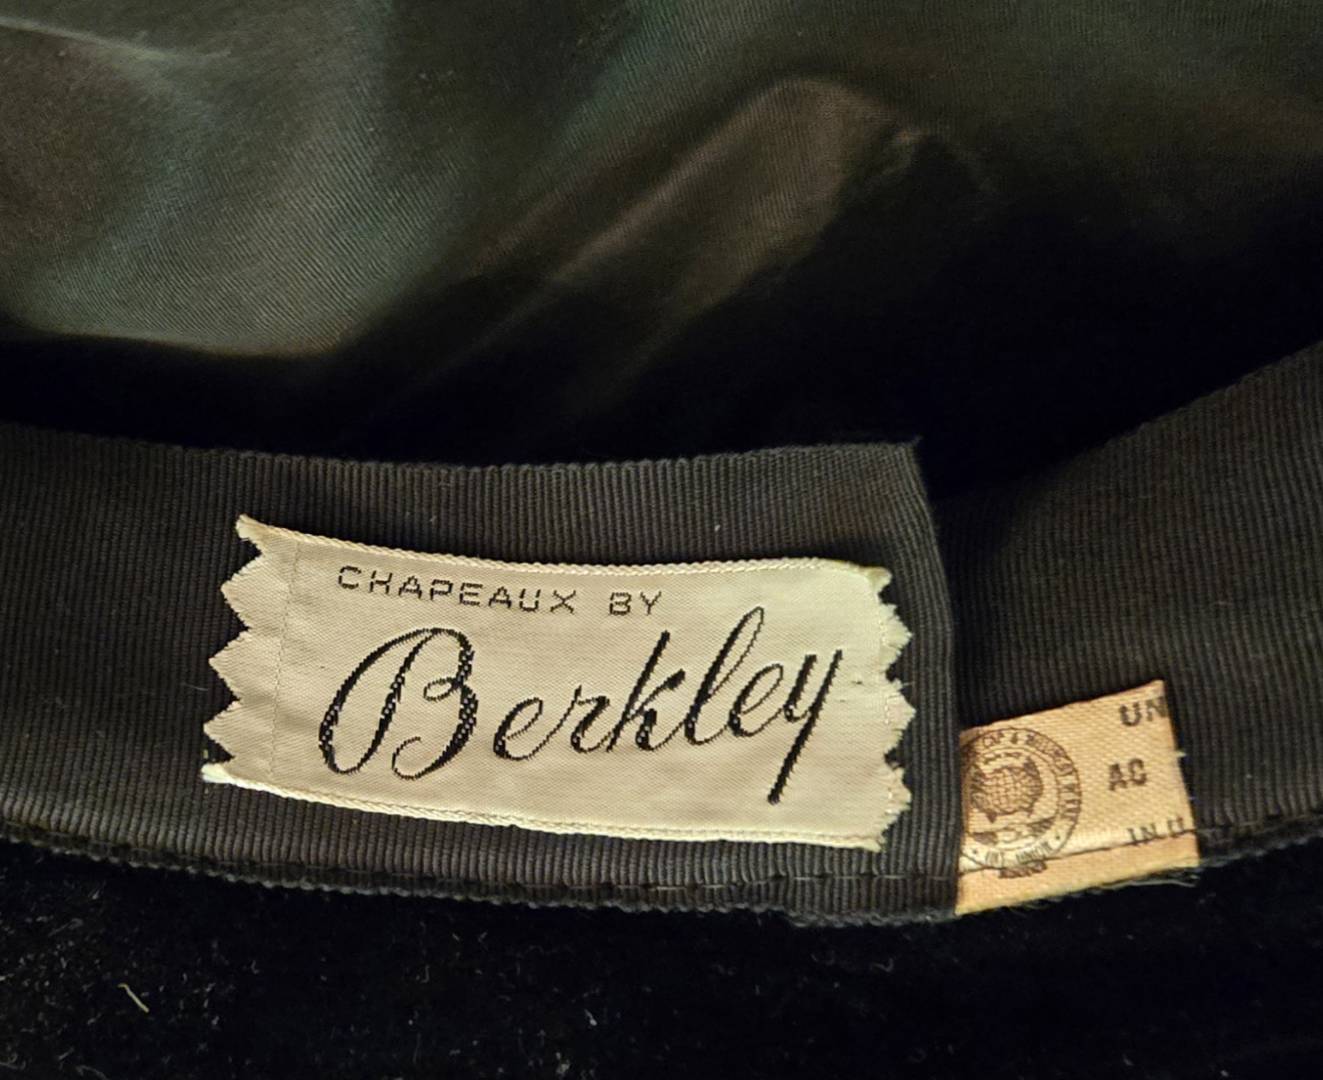 CHAPEAUX BY
Berkley
UN
AC
IN U